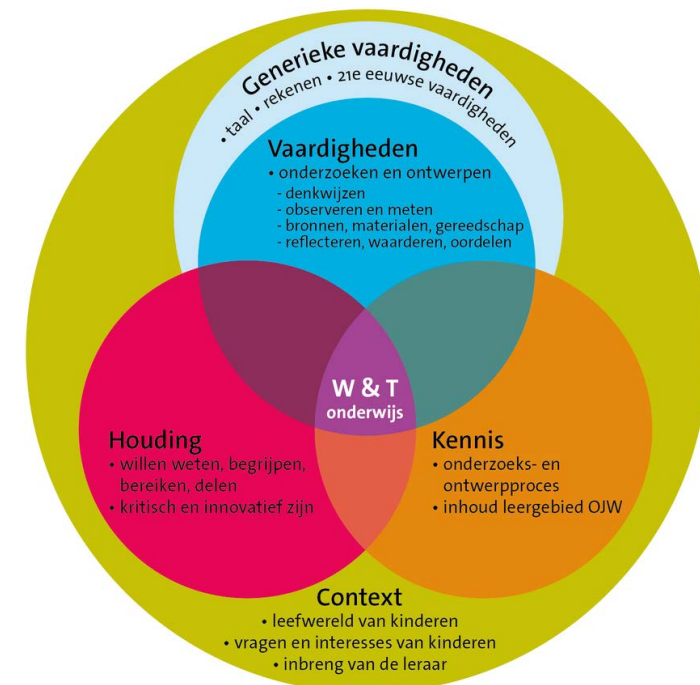 Generieke vaardigheden
• taal • rekenen • 21e eeuwse vaardigheden
Vaardigheden
• onderzoeken en ontwerpen
- denkwijzen
- observeren en meten
- bronnen, materialen, gereedschap
- reflecteren, waarderen, oordelen
W & T
onderwijs
Houding
• willen weten, begrijpen,
bereiken, delen
• kritisch en innovatief zijn
Kennis
• onderzoeks- en
ontwerpproces
• inhoud leergebied OJW
Context
• leefwereld van kinderen
• vragen en interesses van kinderen
• inbreng van de leraar